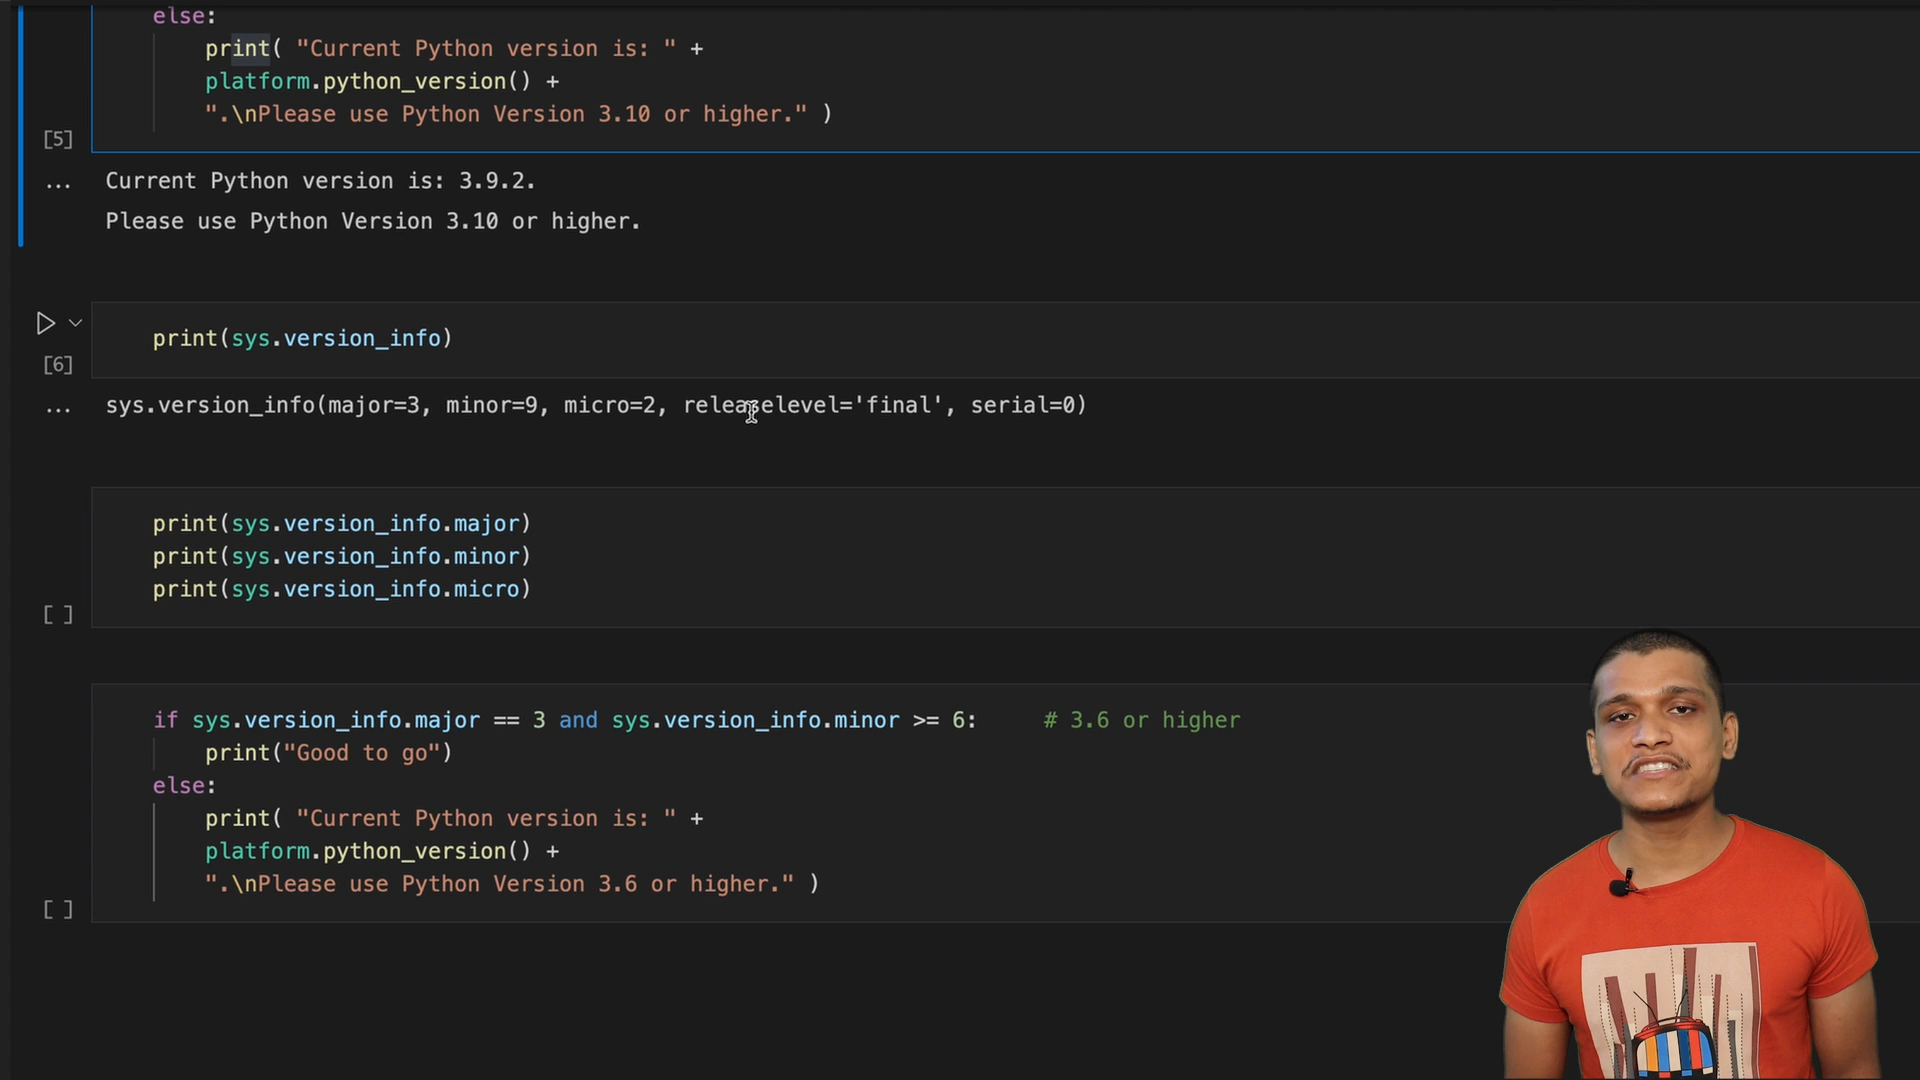 else:
print( "Current Python version is: " +
platform.python_version() +
".\nPlease use Python Version 3.10 or higher." )
[5]
... Current Python version is: 3.9.2.
Please use Python Version 3.10 or higher.
print(sys.version_info)
[6]
... sys.version_info(major=3, minor=9, micro=2, releaselevel='final', serial=0)
print(sys.version_info.major)
print(sys.version_info.minor)
print(sys.version_info.micro)
[ ]
if sys.version_info.major == 3 and sys.version_info.minor >= 6: # 3.6 or higher
print("Good to go")
else:
print( "Current Python version is: " +
platform.python_version() +
".\nPlease use Python Version 3.6 or higher." )
[ ]